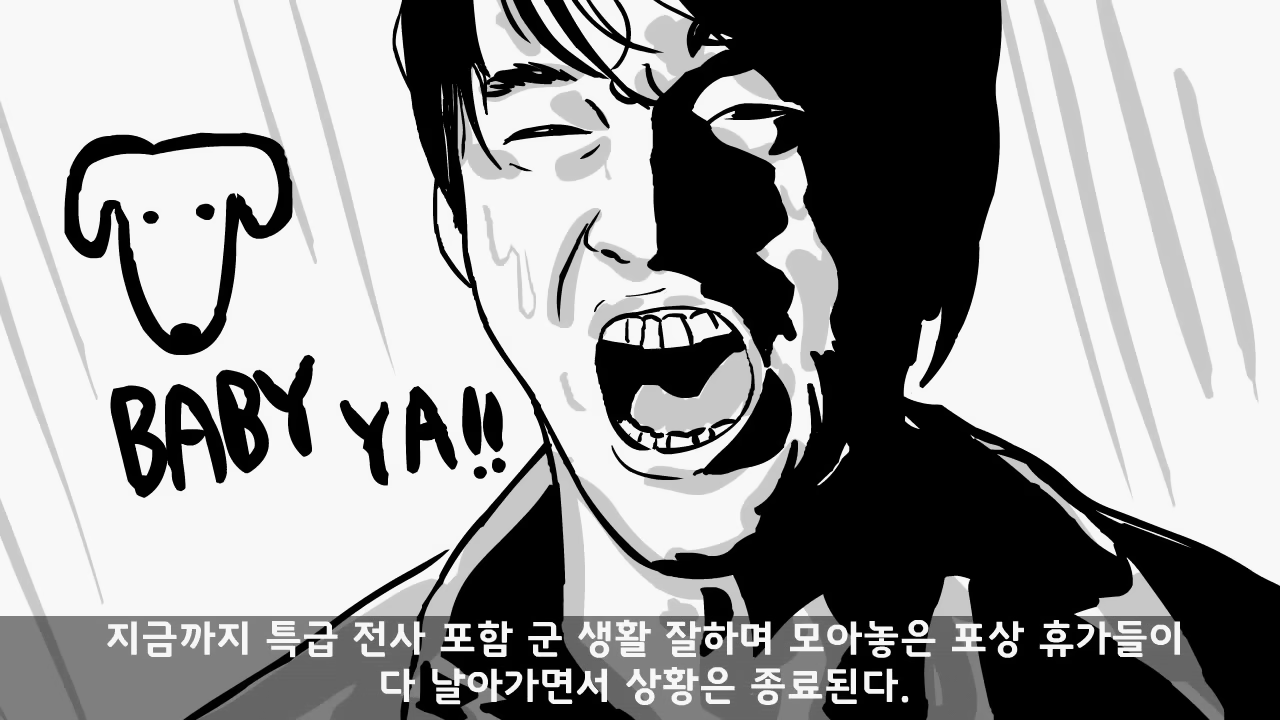 BABY YA!!
지금까지 특급 전사 포함 군 생활 잘하며 모아놓은 포상 휴가들이
다 날아가면서 상황은 종료된다.